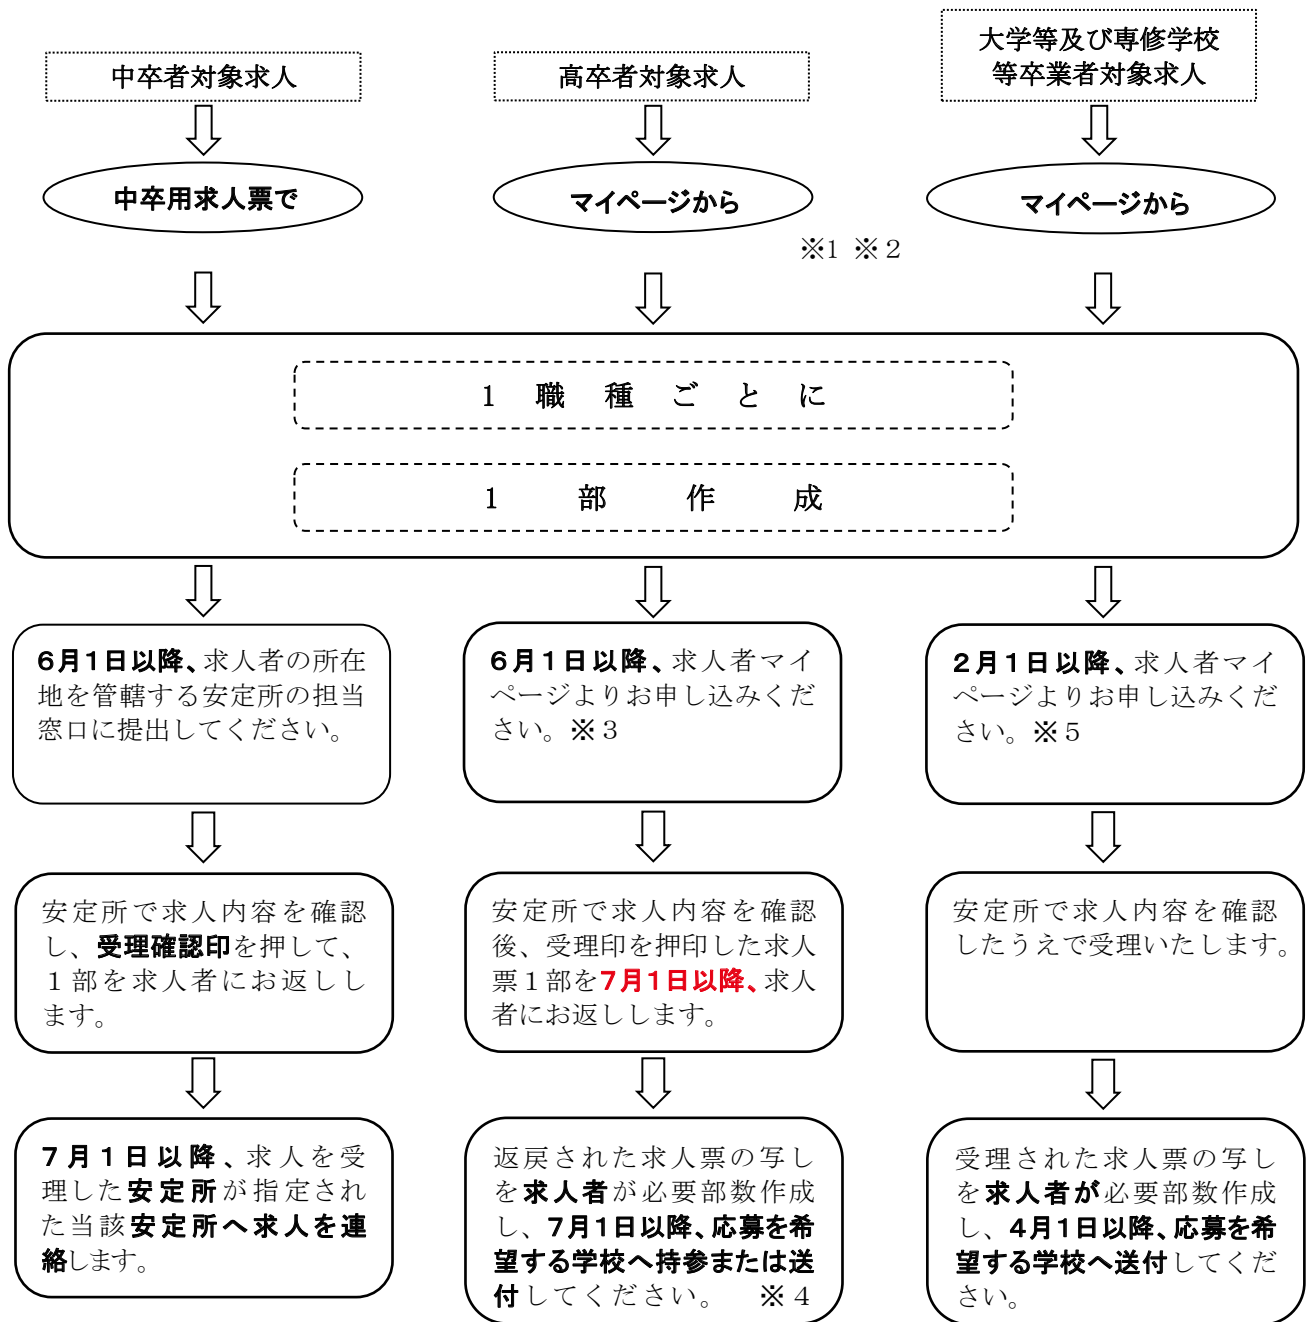 中卒者対象求人
高卒者対象求人
大学等及び専修学校
等卒業者対象求人
中卒用求人票で
マイページから
マイページから
※1 ※２
1 職 種 ご と に
1 部 作 成
６月１日以降、求人者の所在
地を管轄する安定所の担当
窓口に提出してください。
６月１日以降、求人者マイ
ページよりお申し込みくだ
さい。※３
２月１日以降、求人者マイ
ページよりお申し込みくだ
さい。※５
安定所で求人内容を確認
し、受理確認印を押して、
１部を求人者にお返しし
ます。
安定所で求人内容を確認
後、受理印を押印した求人
票１部を７月１日以降、求人
者にお返しします。
安定所で求人内容を確認
したうえで受理いたします。
７月１日以降、求人を受
理した安定所が指定され
た当該安定所へ求人を連
絡します。
返戻された求人票の写し
を求人者が必要部数作成
し、７月１日以降、応募を希
望する学校へ持参または送
付してください。 ※４
受理された求人票の写し
を求人者が必要部数作成
し、４月１日以降、応募を希
望する学校へ送付してくだ
さい。